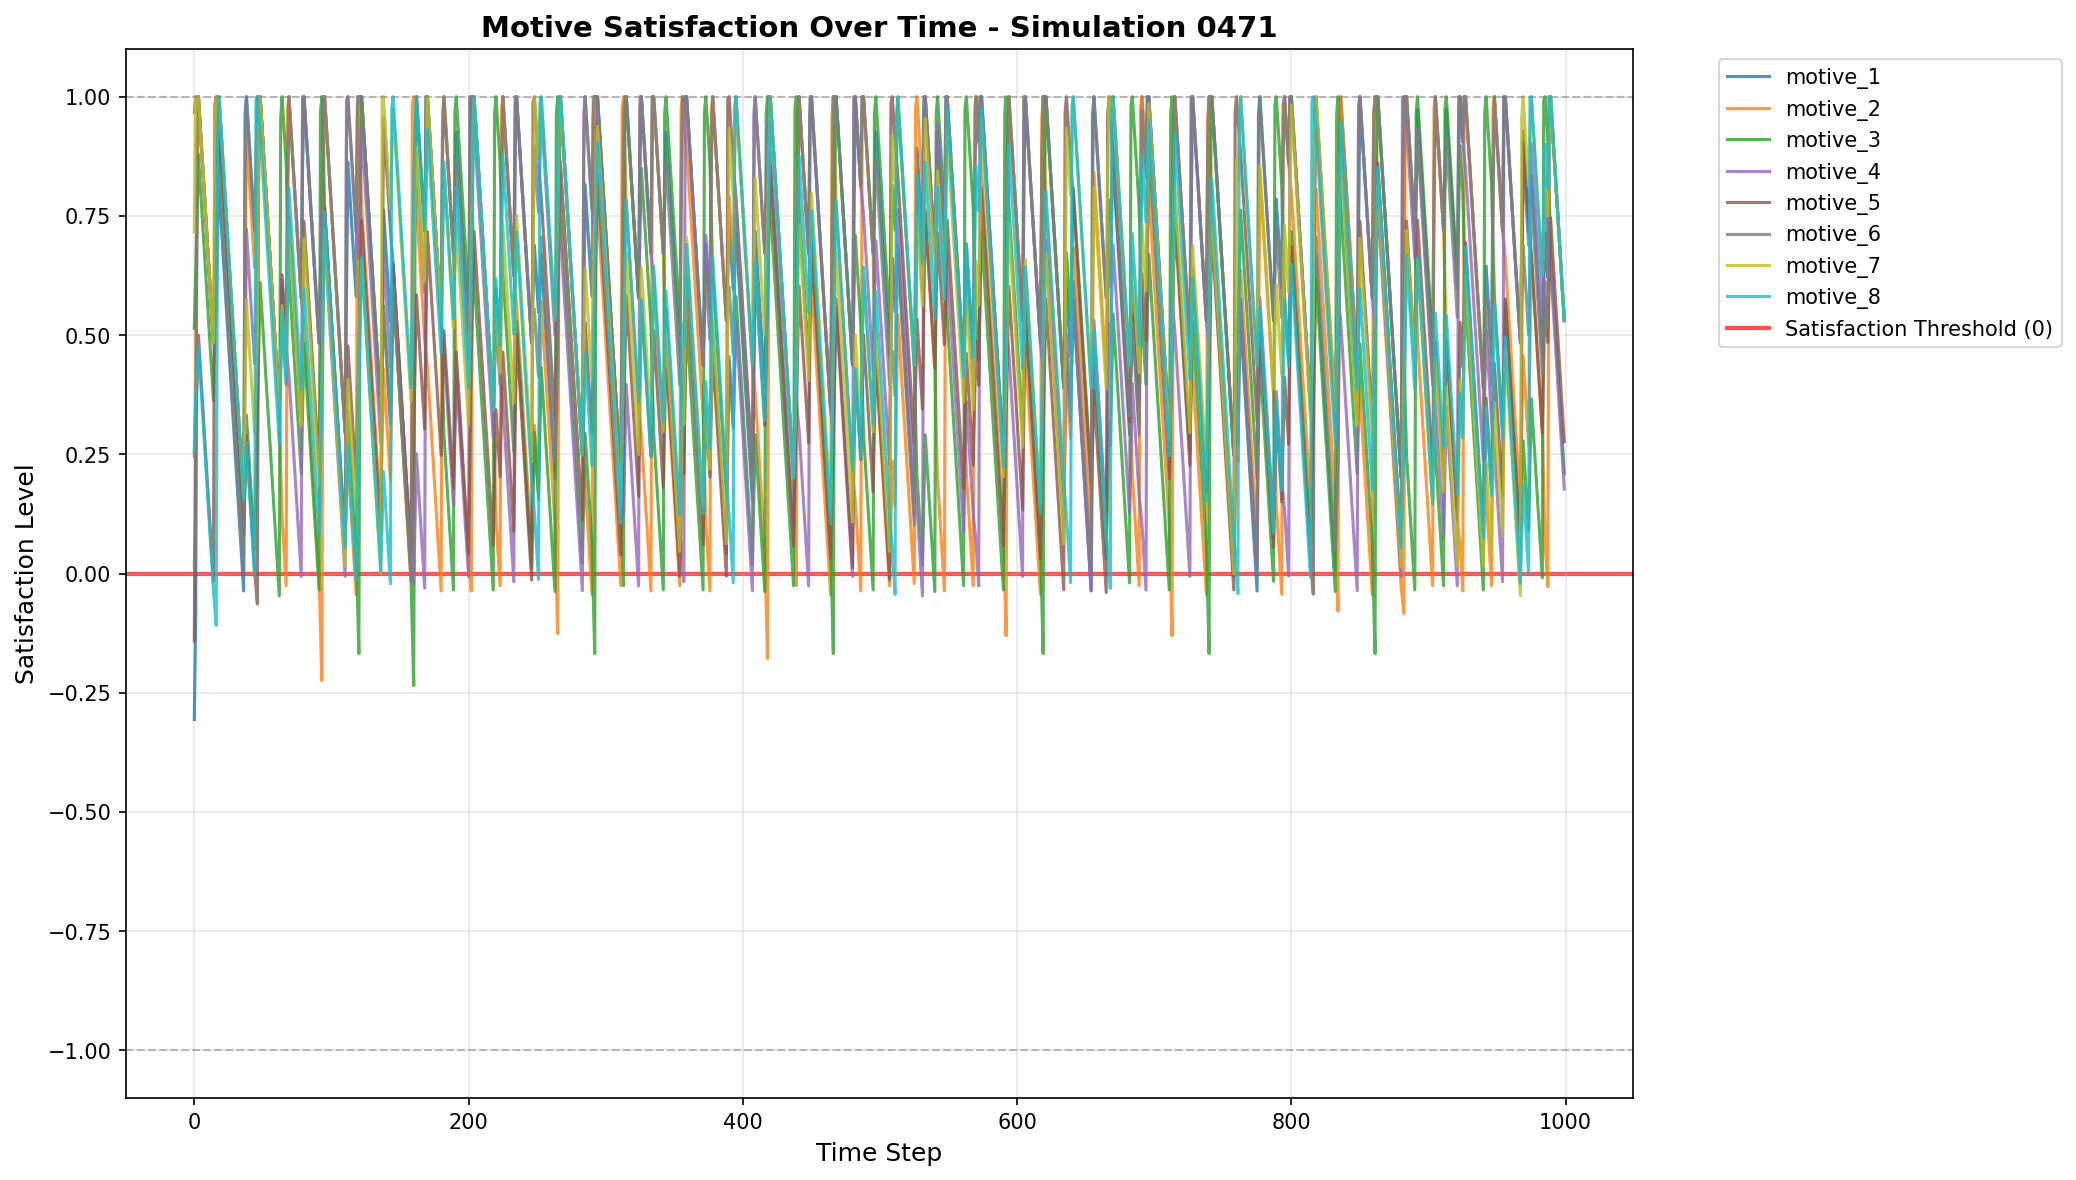 Motive Satisfaction Over Time - Simulation 0471
Satisfaction Level
1.00
0.75
0.50
0.25
0.00
−0.25
−0.50
−0.75
−1.00
0
200
400
600
800
1000
Time Step
motive_1
motive_2
motive_3
motive_4
motive_5
motive_6
motive_7
motive_8
Satisfaction Threshold (0)